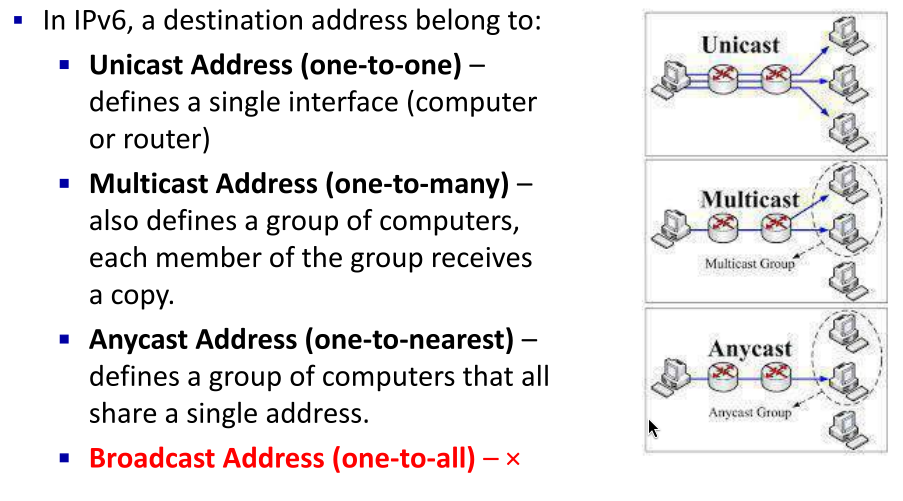 ▪ In IPv6, a destination address belong to:
▪ Unicast Address (one-to-one) –
defines a single interface (computer
or router)
▪ Multicast Address (one-to-many) –
also defines a group of computers,
each member of the group receives
a copy.
▪ Anycast Address (one-to-nearest) –
defines a group of computers that all
share a single address.
▪ Broadcast Address (one-to-all) – ×
Unicast
Multicast
Multicast Group
Anycast
Anycast Group